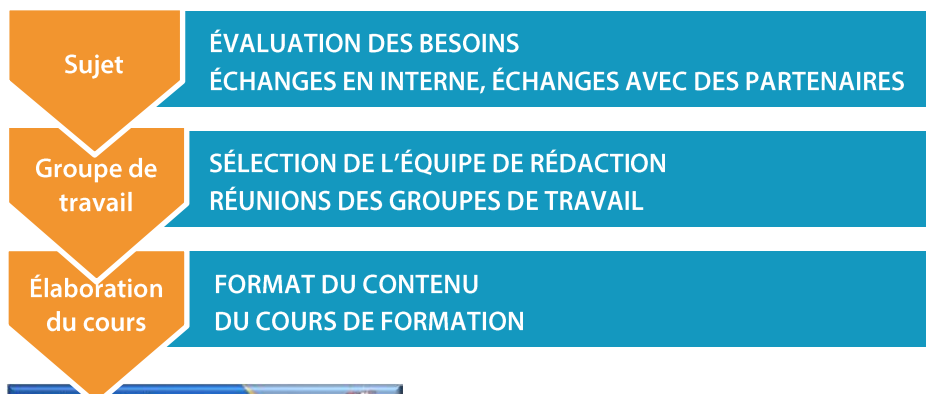 Sujet
ÉVALUATION DES BESOINS
ÉCHANGES EN INTERNE, ÉCHANGES AVEC DES PARTENAIRES
Groupe de
travail
SÉLECTION DE L’ÉQUIPE DE RÉDACTION
RÉUNIONS DES GROUPES DE TRAVAIL
Élaboration
du cours
FORMAT DU CONTENU
DU COURS DE FORMATION